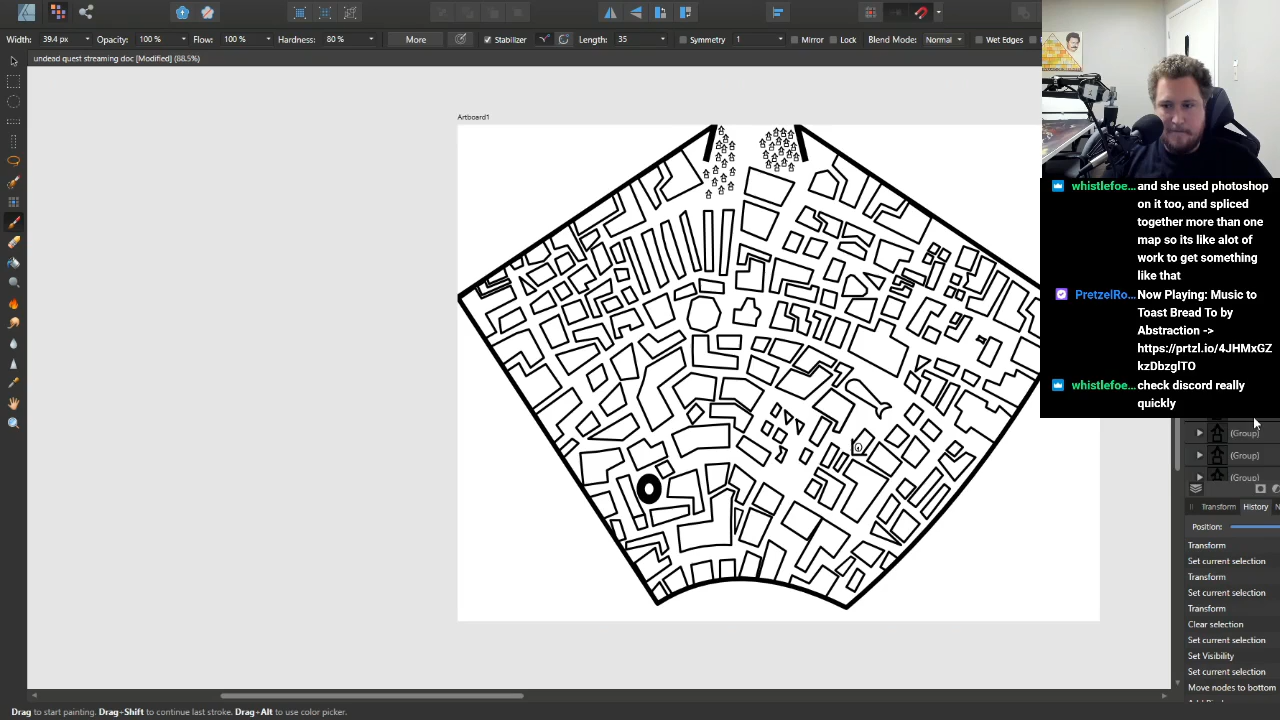 Width: 39.4 px Opacity: 100 % Flow: 100 % Hardness: 80 % More Stabilizer Length: 35 Symmetry 1 Mirror Lock Blend Mode: Normal Wet Edges
undead quest streaming doc [Modified] (88.5%)
Artboard1
whistlefoe... and she used photoshop
on it too, and spliced
together more than one
map so its like alot of
work to get something
like that
PretzelRo... Now Playing: Music to
Toast Bread To by
Abstraction ->
https://prtzl.io/4JHMxGZ
kzDbzglTO
whistlefoe... check discord really
quickly
(Group)
(Group)
(Group)
Transform History N
Position:
Transform
Set current selection
Transform
Set current selection
Transform
Clear selection
Set current selection
Set Visibility
Set current selection
Move nodes to bottom
Drag to start painting. Drag+Shift to continue last stroke. Drag+Alt to use color picker.